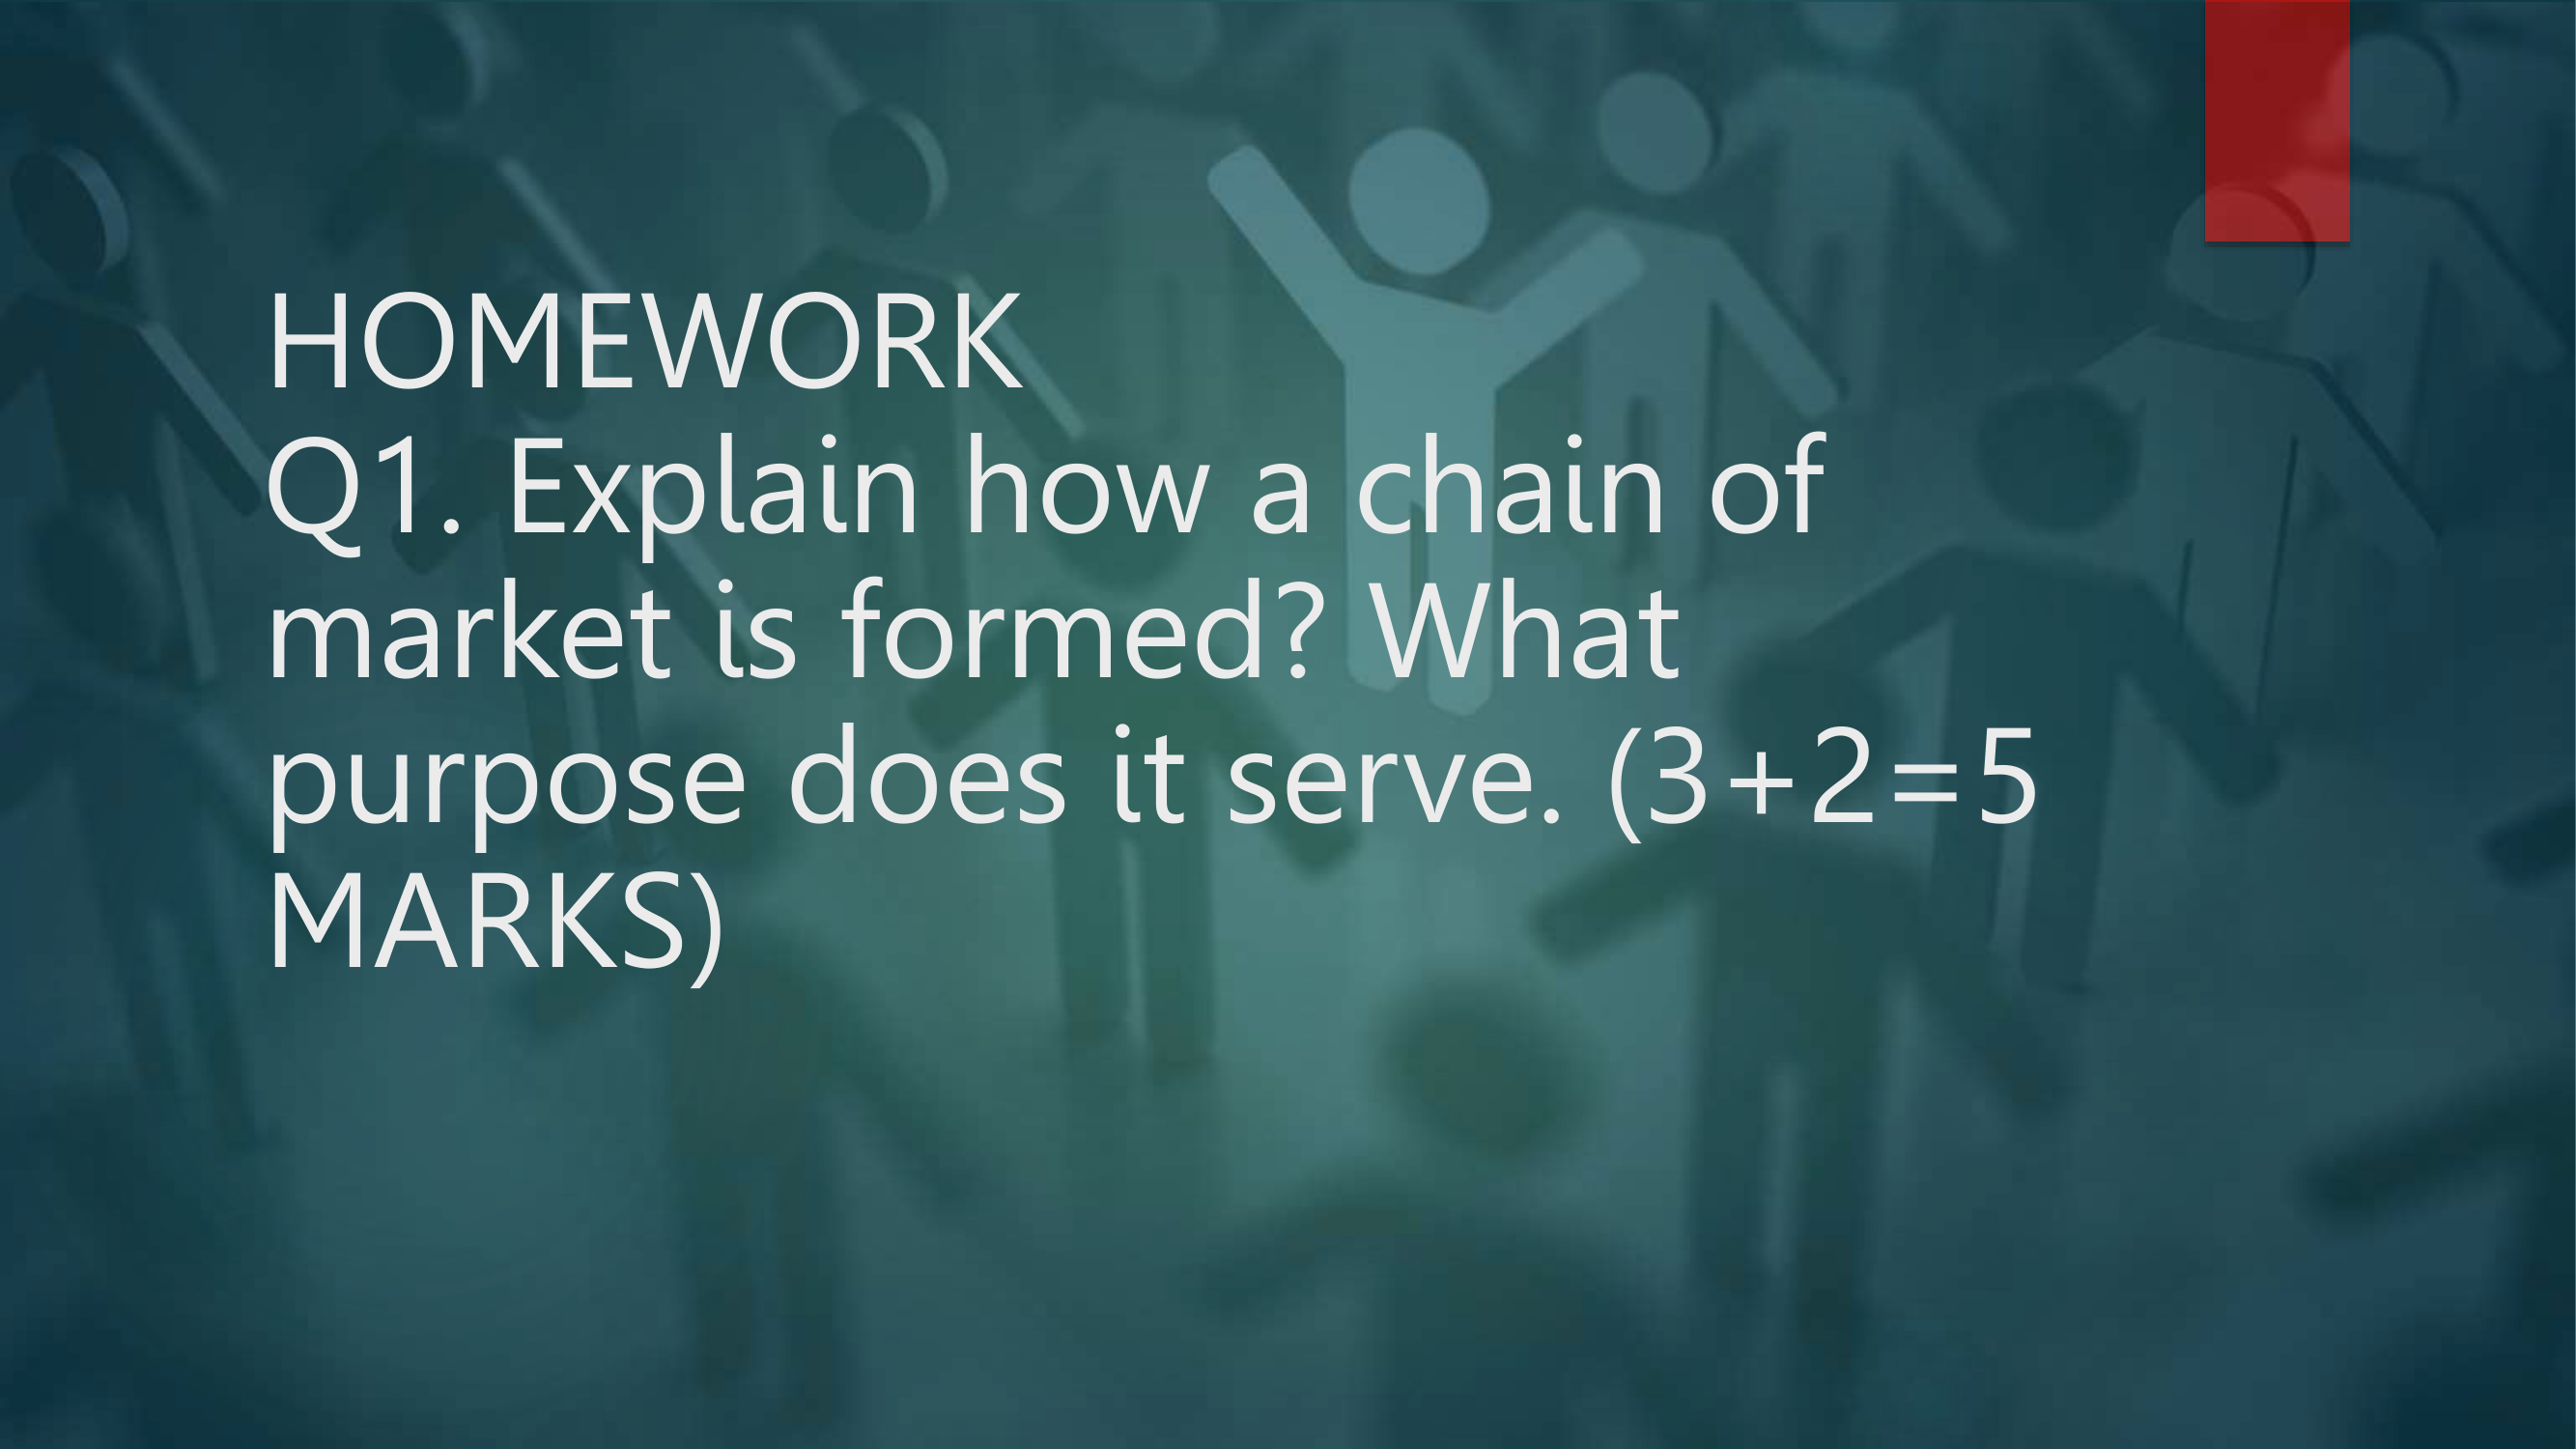 HOMEWORK
Q1. Explain how a chain of
market is formed? What
purpose does it serve. (3+2=5
MARKS)